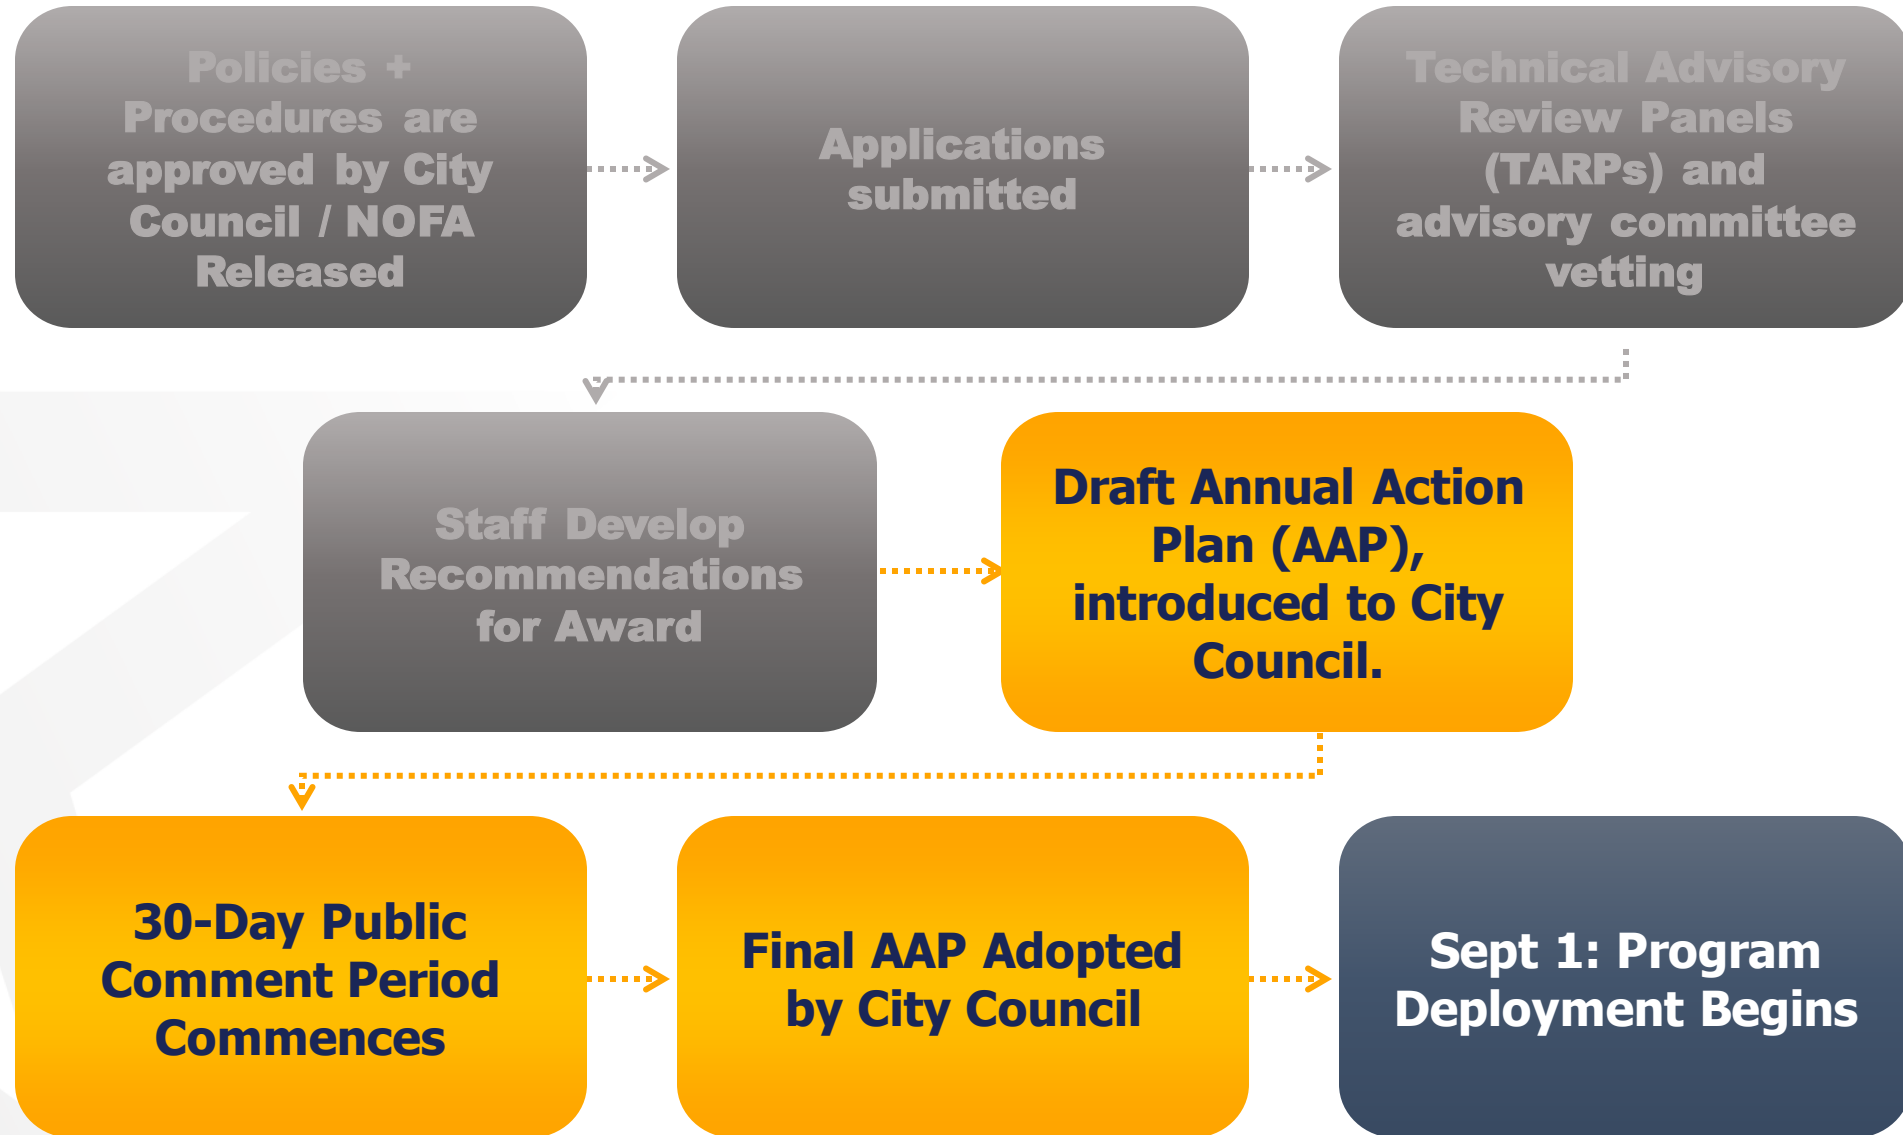 Policies +
Procedures are
approved by City
Council / NOFA
Released
Applications
submitted
Technical Advisory
Review Panels
(TARPs) and
advisory committee
vetting
Staff Develop
Recommendations
for Award
Draft Annual Action
Plan (AAP),
introduced to City
Council.
30-Day Public
Comment Period
Commences
Final AAP Adopted
by City Council
Sept 1: Program
Deployment Begins